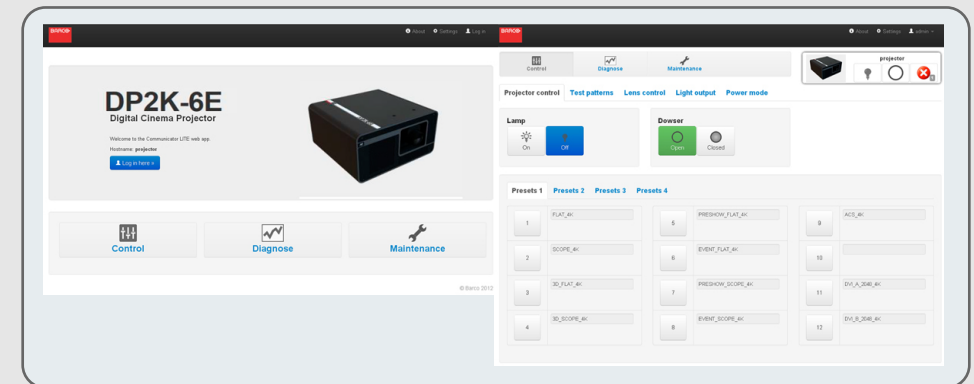 BARCO
About Settings Log in
DP2K-6E
Digital Cinema Projector
Welcome to the Communicator LITE web app.
Hostname: projector
Log in here »
Control
Diagnose
Maintenance
© Barco 2013
BARCO
About Settings admin
Control
Diagnose
Maintenance
projector
Projector control Test patterns Lens control Light output Power mode
Lamp
On
Off
Dowser
Open
Closed
Presets 1 Presets 2 Presets 3 Presets 4
1 FLAT_4K
2 SCOPE_4K
3 3D_FLAT_4K
4 3D_SCOPE_4K
5 PRESHOW_FLAT_4K
6 EVENT_FLAT_4K
7 PRESHOW_SCOPE_4K
8 EVENT_SCOPE_4K
9 ACS_4K
10
11 DVI_A_2048_4K
12 DVI_B_2048_4K